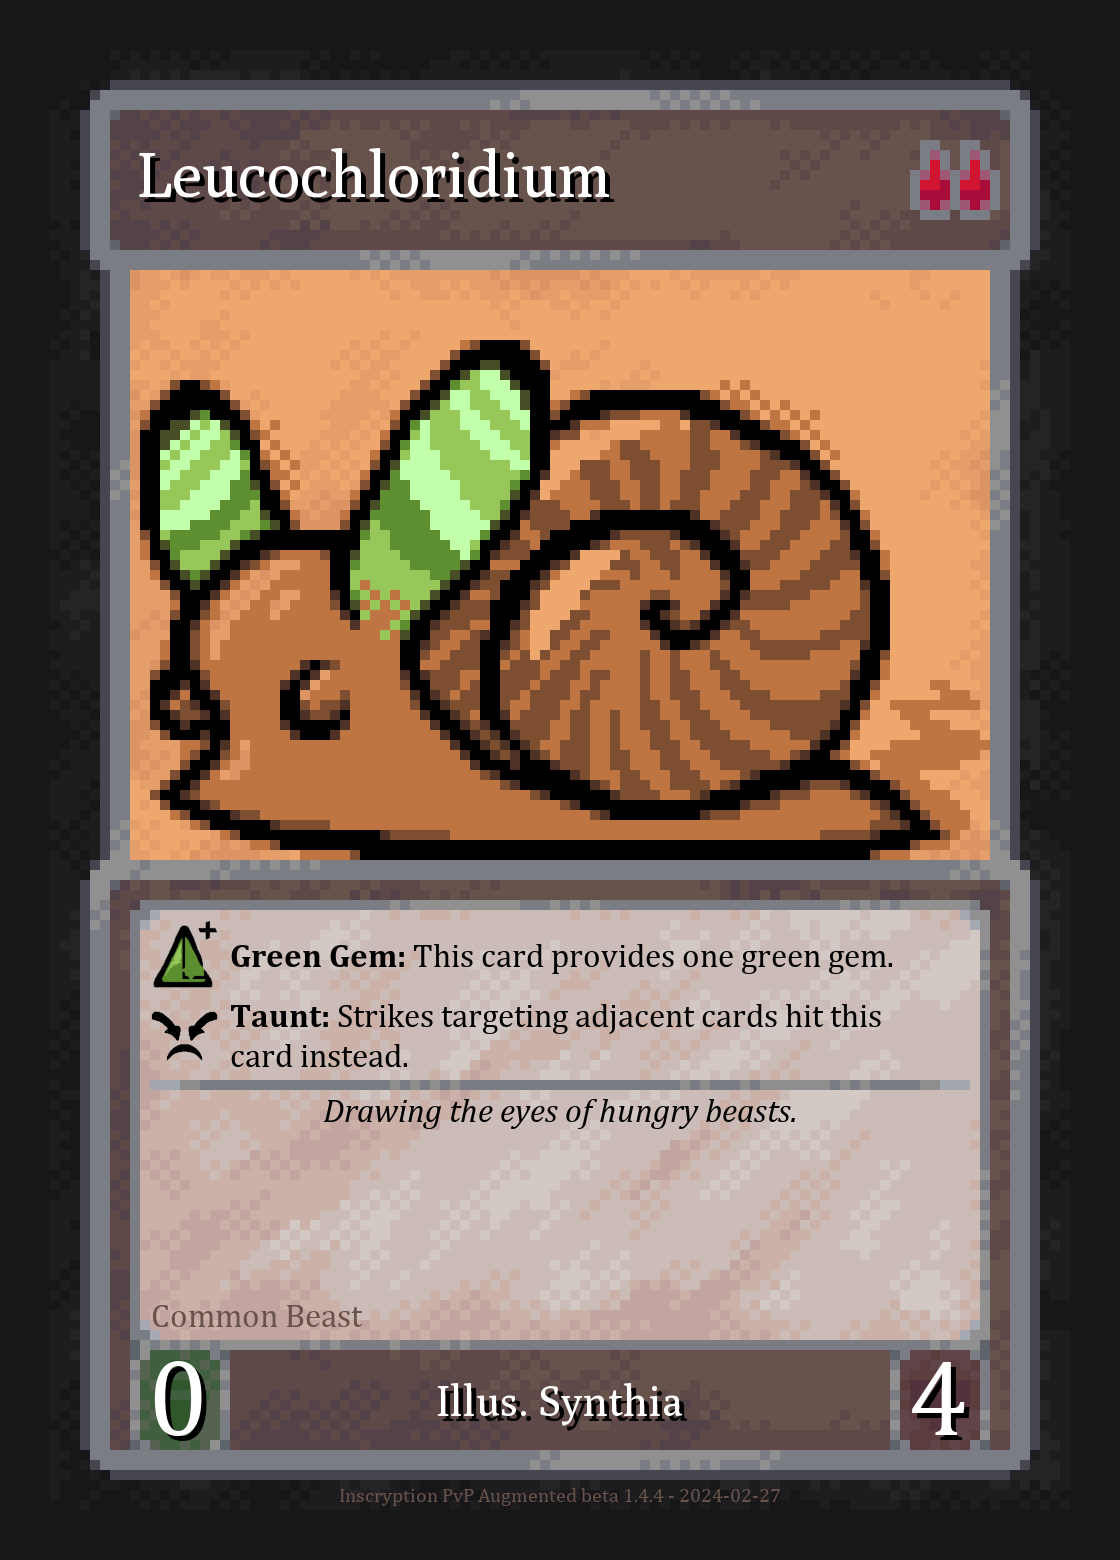 Leucochloridium
Green Gem: This card provides one green gem.
Taunt: Strikes targeting adjacent cards hit this
card instead.
Drawing the eyes of hungry beasts.
Common Beast
0
Illus. Synthia
4
Inscryption PvP Augmented beta 1.4.4 - 2024-02-27